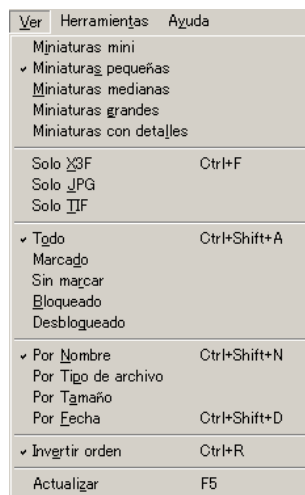 Ver Herramientas Ayuda
Miniaturas mini
✓ Miniaturas pequeñas
Miniaturas medianas
Miniaturas grandes
Miniaturas con detalles
Solo X3F Ctrl+F
Solo JPG
Solo TIF
✓ Todo Ctrl+Shift+A
Marcado
Sin marcar
Bloqueado
Desbloqueado
✓ Por Nombre Ctrl+Shift+N
Por Tipo de archivo
Por Tamaño
Por Fecha Ctrl+Shift+D
✓ Invertir orden Ctrl+R
Actualizar F5